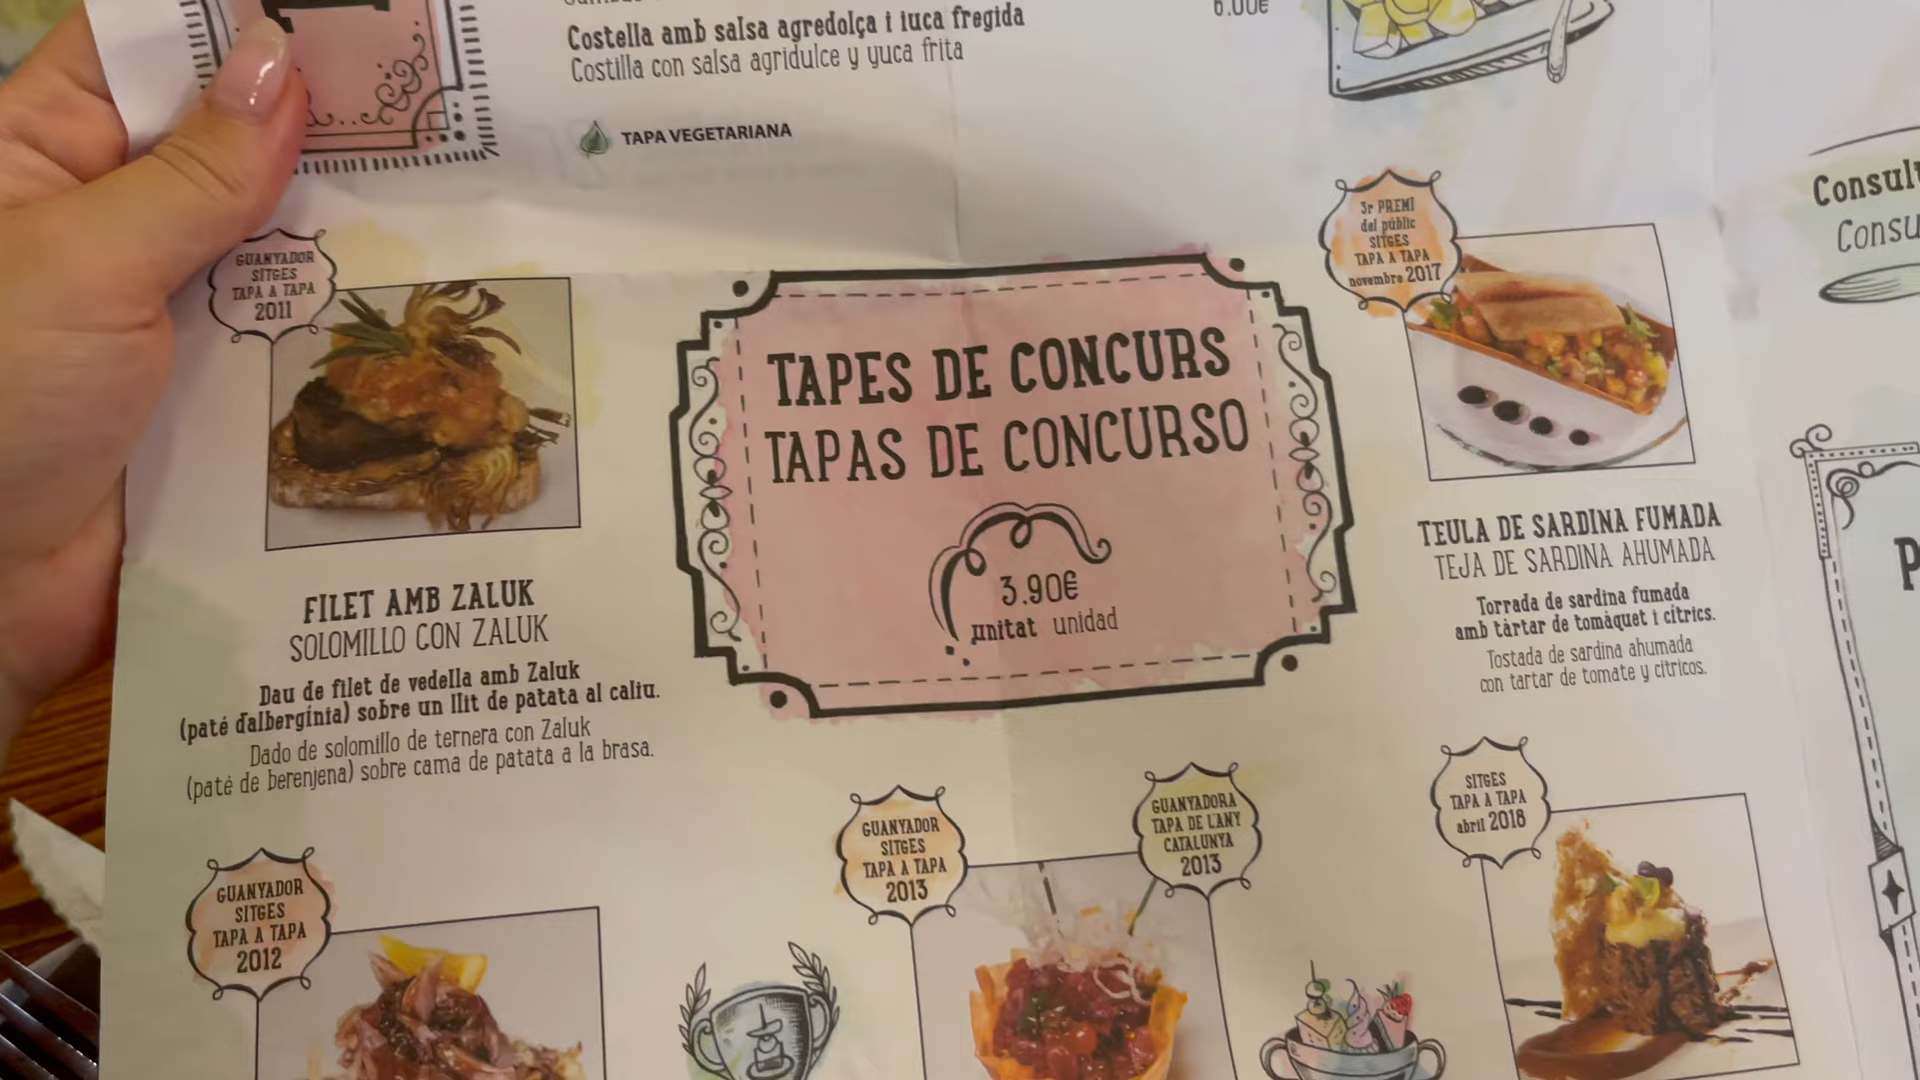 Costella amb salsa agredolça i iuca fregida
Costilla con salsa agridulce y yuca frita
6.00€
TAPA VEGETARIANA
GUANYADOR
SITGES
TAPA A TAPA
2011
3r PREMI
del públic
SITGES
TAPA A TAPA
novembre 2017
TAPES DE CONCURS
TAPAS DE CONCURSO
3.90€
unitat unidad
FILET AMB ZALUK
SOLOMILLO CON ZALUK
Dau de filet de vedella amb Zaluk
(paté d'albergínia) sobre un llit de patata al caliu.
Dado de solomillo de ternera con Zaluk
(paté de berenjena) sobre cama de patata a la brasa.
TEULA DE SARDINA FUMADA
TEJA DE SARDINA AHUMADA
Torrada de sardina fumada
amb tàrtar de tomàquet i cítrics.
Tostada de sardina ahumada
con tartar de tomate y cítricos.
GUANYADOR
SITGES
TAPA A TAPA
2012
GUANYADOR
SITGES
TAPA A TAPA
2013
GUANYADORA
TAPA DE L'ANY
CATALUNYA
2013
SITGES
TAPA A TAPA
abril 2018